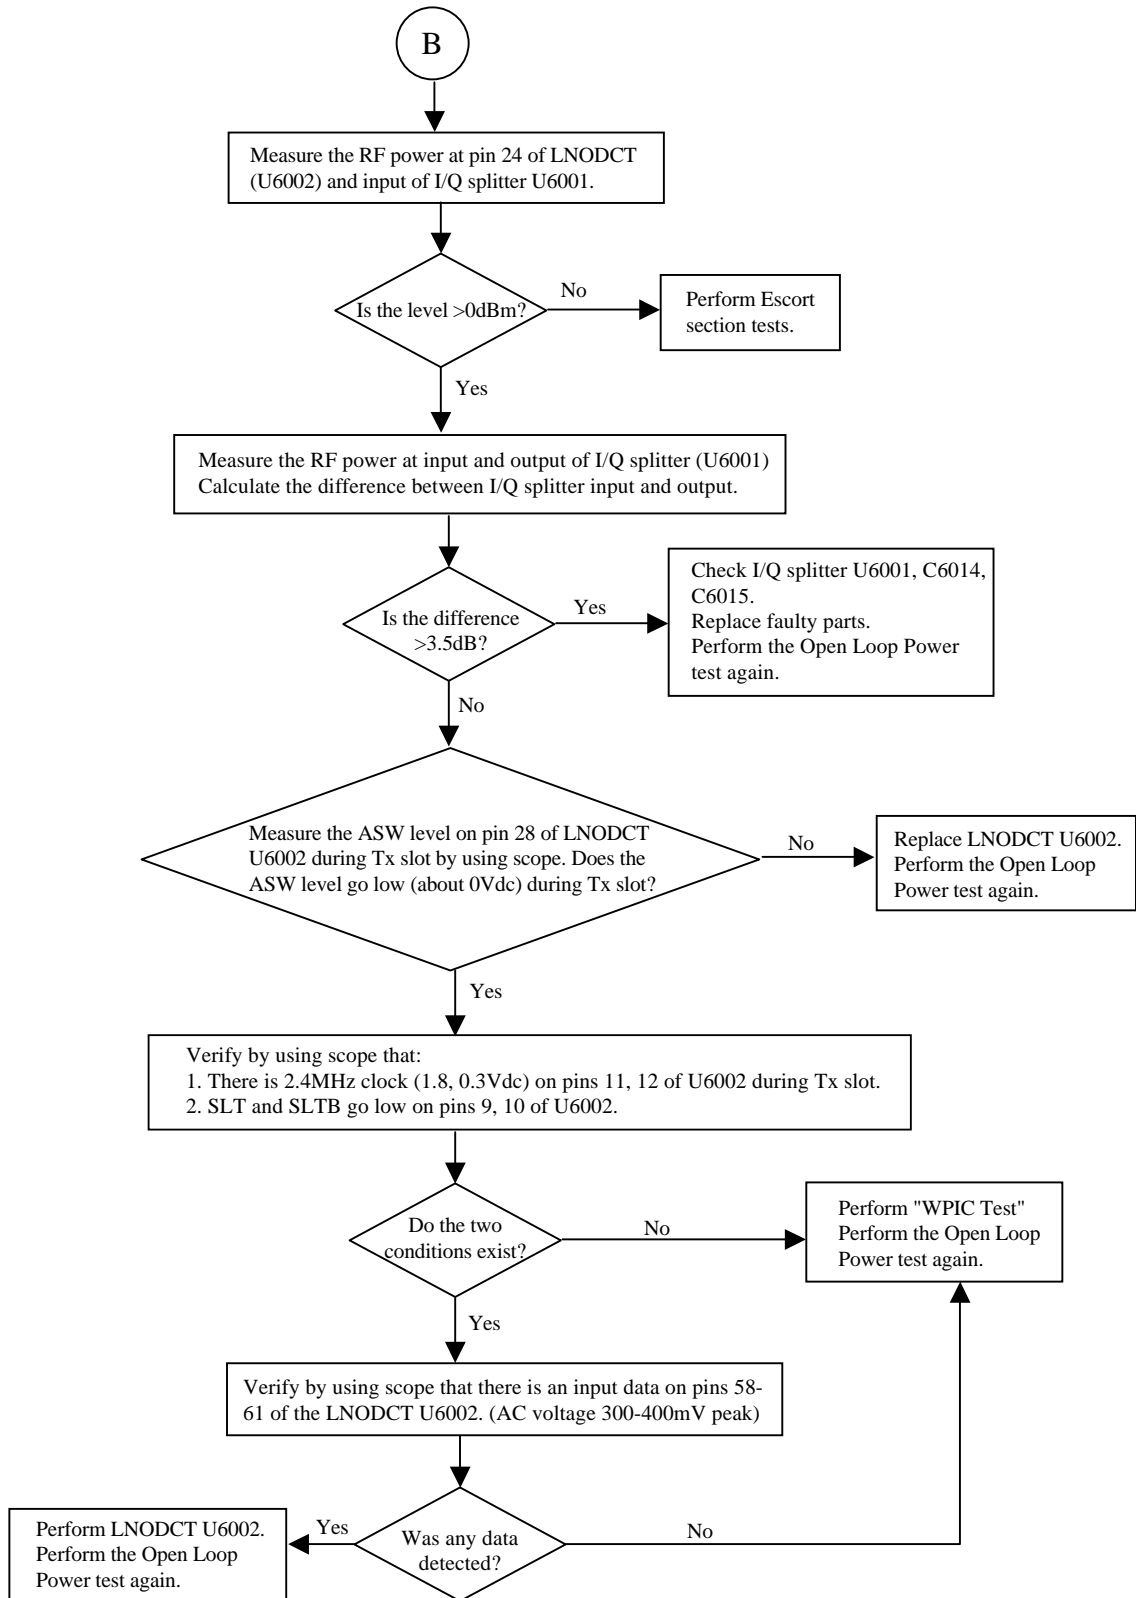 B
Measure the RF power at pin 24 of LNODCT
(U6002) and input of I/Q splitter U6001.
Is the level >0dBm?
No
Perform Escort
section tests.
Yes
Measure the RF power at input and output of I/Q splitter (U6001)
Calculate the difference between I/Q splitter input and output.
Is the difference
>3.5dB?
Yes
Check I/Q splitter U6001, C6014,
C6015.
Replace faulty parts.
Perform the Open Loop Power
test again.
No
Measure the ASW level on pin 28 of LNODCT
U6002 during Tx slot by using scope. Does the
ASW level go low (about 0Vdc) during Tx slot?
No
Replace LNODCT U6002.
Perform the Open Loop
Power test again.
Yes
Verify by using scope that:
1. There is 2.4MHz clock (1.8, 0.3Vdc) on pins 11, 12 of U6002 during Tx slot.
2. SLT and SLTB go low on pins 9, 10 of U6002.
Do the two
conditions exist?
No
Perform "WPIC Test"
Perform the Open Loop
Power test again.
Yes
Verify by using scope that there is an input data on pins 58-
61 of the LNODCT U6002. (AC voltage 300-400mV peak)
Was any data
detected?
No
Yes
Perform LNODCT U6002.
Perform the Open Loop
Power test again.